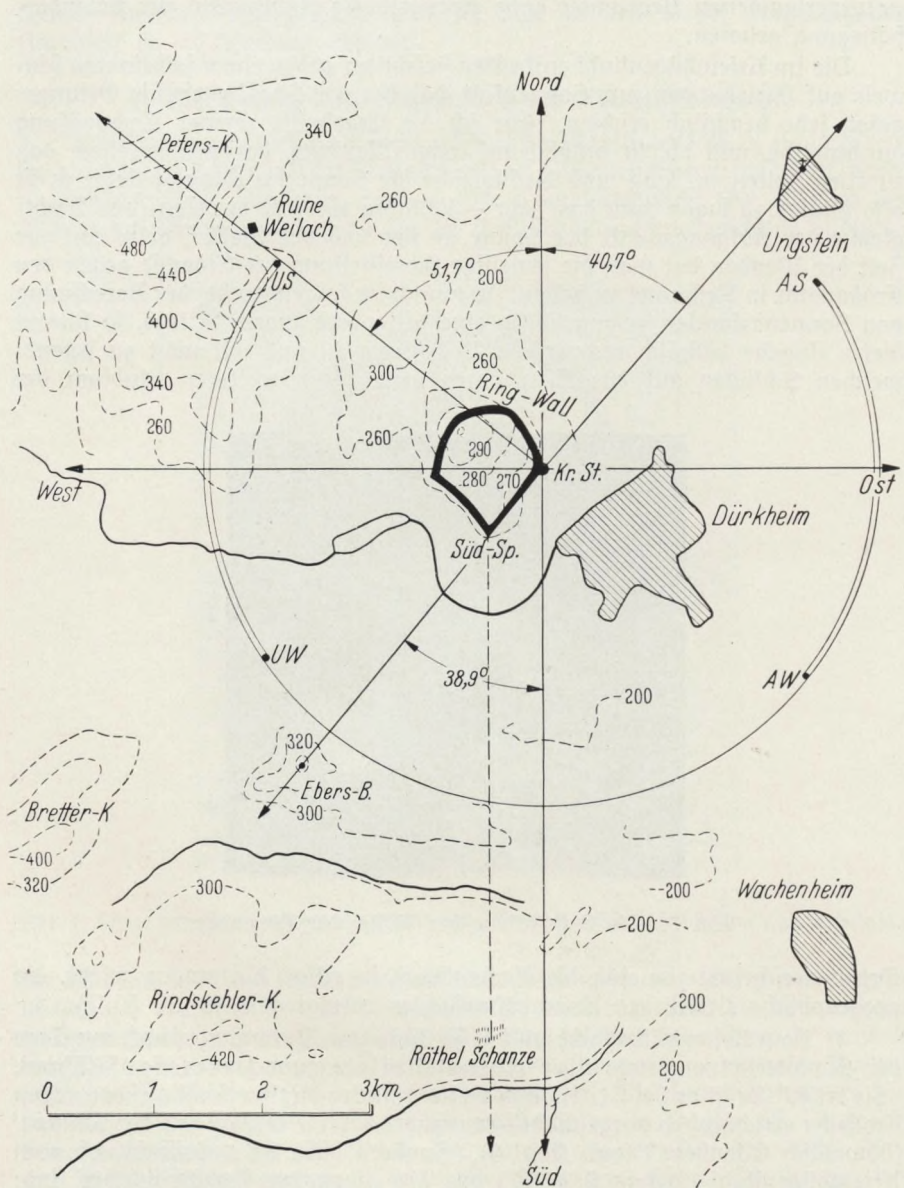 Nord
340
Peters-K.
Ruine
Weilach
260
200
480
51,7°
40,7°
Ungstein
440
US
AS
400
300
260
340
Ring-Wall
260
260
290
280
270
West
Kr. St.
Ost
Dürkheim
Süd-Sp.
UW
38,9°
AW
200
320
Ebers-B.
300
Bretter-K
400
320
300
200
Wachenheim
200
Rindskehler-K.
200
420
Röthel Schanze
200
0 1 2 3km
Süd